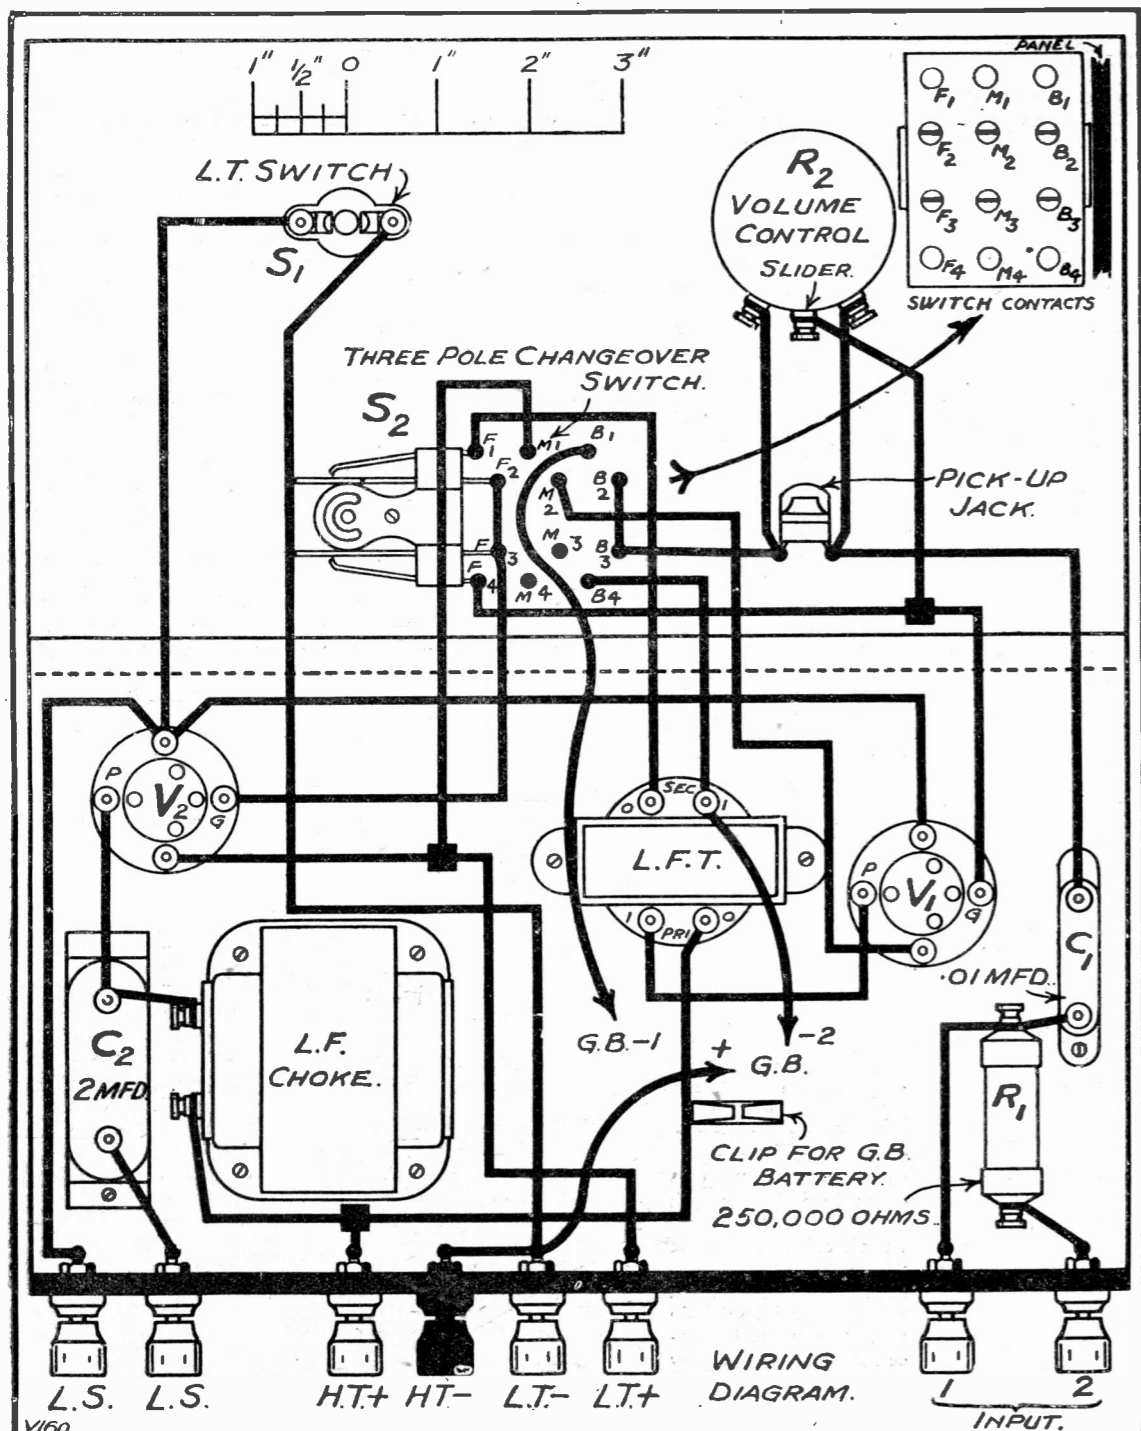 PANEL
1" 1/2" 0 1" 2" 3"
F1 M1 B1
F2 M2 B2
F3 M3 B3
F4 M4 B4
SWITCH CONTACTS
L.T. SWITCH
S1
R2
VOLUME
CONTROL
SLIDER.
THREE POLE CHANGEOVER
SWITCH.
S2
F1 M1 B1
F2 M2 B2
F3 M3 B3
F4 M4 B4
PICK-UP
JACK.
P V2 G
O SEC 1
L.F.T.
1 PRI O
P V1 G
C1
.01 MFD.
C2
2MFD.
L.F.
CHOKE.
G.B.-1
-2
+ G.B.
R1
CLIP FOR G.B.
BATTERY.
250,000 OHMS.
L.S. L.S. H.T.+ HT- L.T.- L.T.+
WIRING
DIAGRAM.
1 2
INPUT.
V160